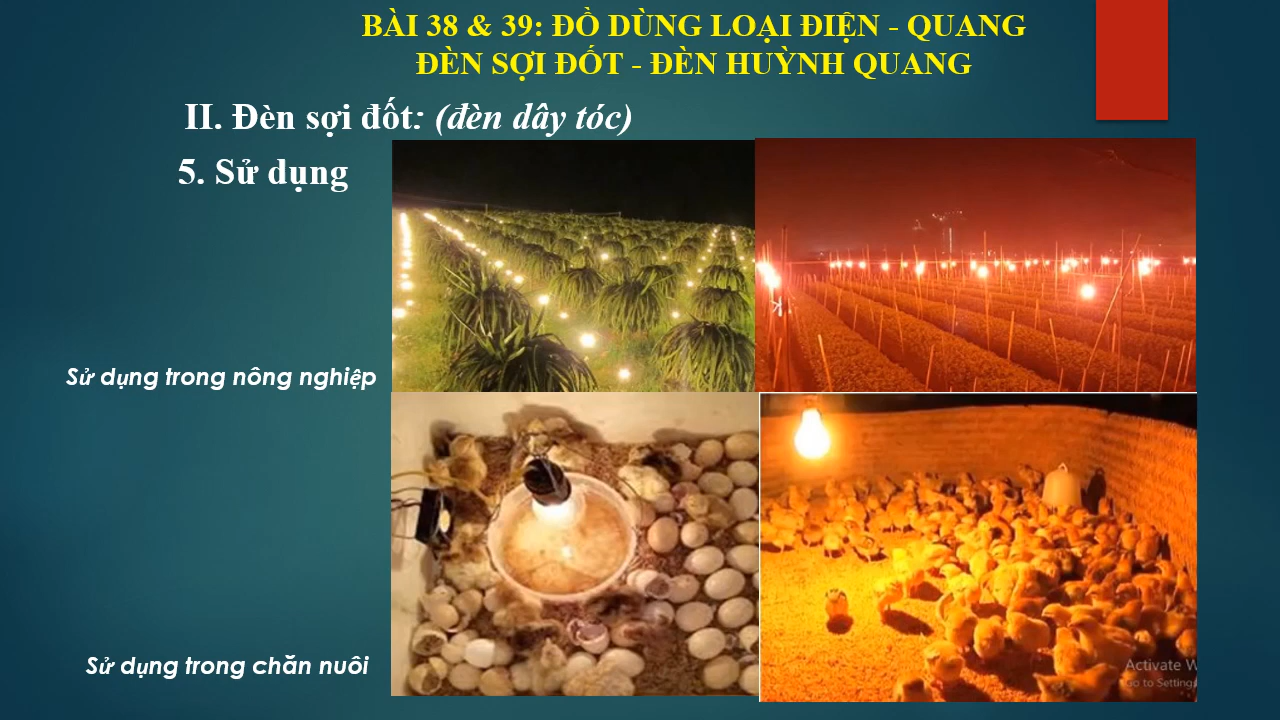 BÀI 38 & 39: ĐỒ DÙNG LOẠI ĐIỆN - QUANG
ĐÈN SỢI ĐỐT - ĐÈN HUỲNH QUANG
II. Đèn sợi đốt: (đèn dây tóc)
5. Sử dụng
Sử dụng trong nông nghiệp
Sử dụng trong chăn nuôi
Activate W
Go to Settings